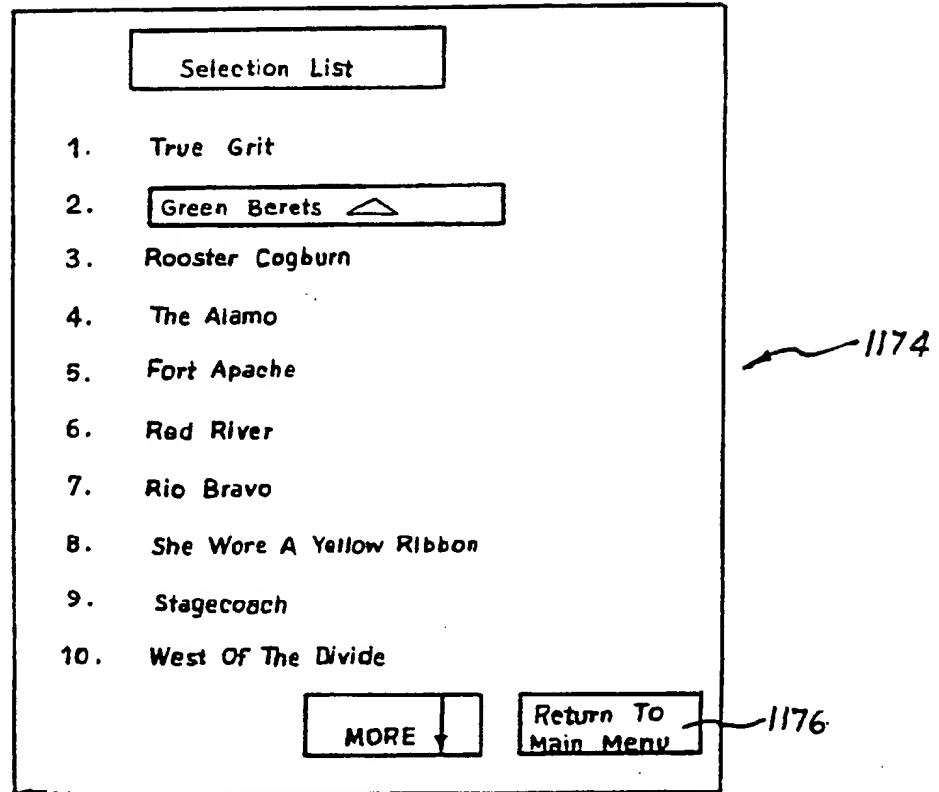 Selection List
1. True Grit
2. Green Berets
3. Rooster Cogburn
4. The Alamo
5. Fort Apache
6. Red River
7. Rio Bravo
8. She Wore A Yellow Ribbon
9. Stagecoach
10. West Of The Divide
MORE
Return To
Main Menu
1174
1176